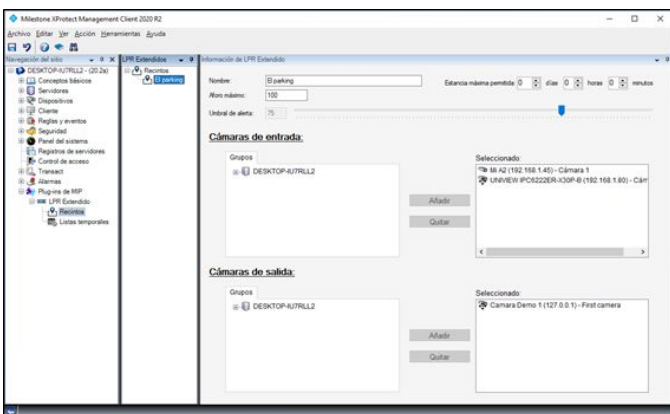 Milestone XProtect Management Client 2020 R2
Archivo Editar Ver Acción Herramientas Ayuda
Navegación del sitio
DESKTOP-IU7RLL2 - (20.2a)
Conceptos básicos
Servidores
Dispositivos
Cliente
Reglas y eventos
Seguridad
Panel del sistema
Registros de servidores
Control de acceso
Transact
Alarmas
Plug-ins de MIP
LPR Extendido
Recintos
Listas temporales
LPR Extendidos
Recintos
El parking
Información de LPR Extendido
Nombre: El parking
Estancia máxima permitida: 0 días 0 horas 0 minutos
Aforo máximo: 100
Umbral de alerta: 75
Cámaras de entrada:
Grupos
DESKTOP-IU7RLL2
Añadir
Quitar
Seleccionado:
Mi A2 (192.168.1.45) - Cámara 1
UNIVIEW IPC6222ER-X30P-B (192.168.1.80) - Cám
Cámaras de salida:
Grupos
DESKTOP-IU7RLL2
Añadir
Quitar
Seleccionado:
Camara Demo 1 (127.0.0.1) - First camera